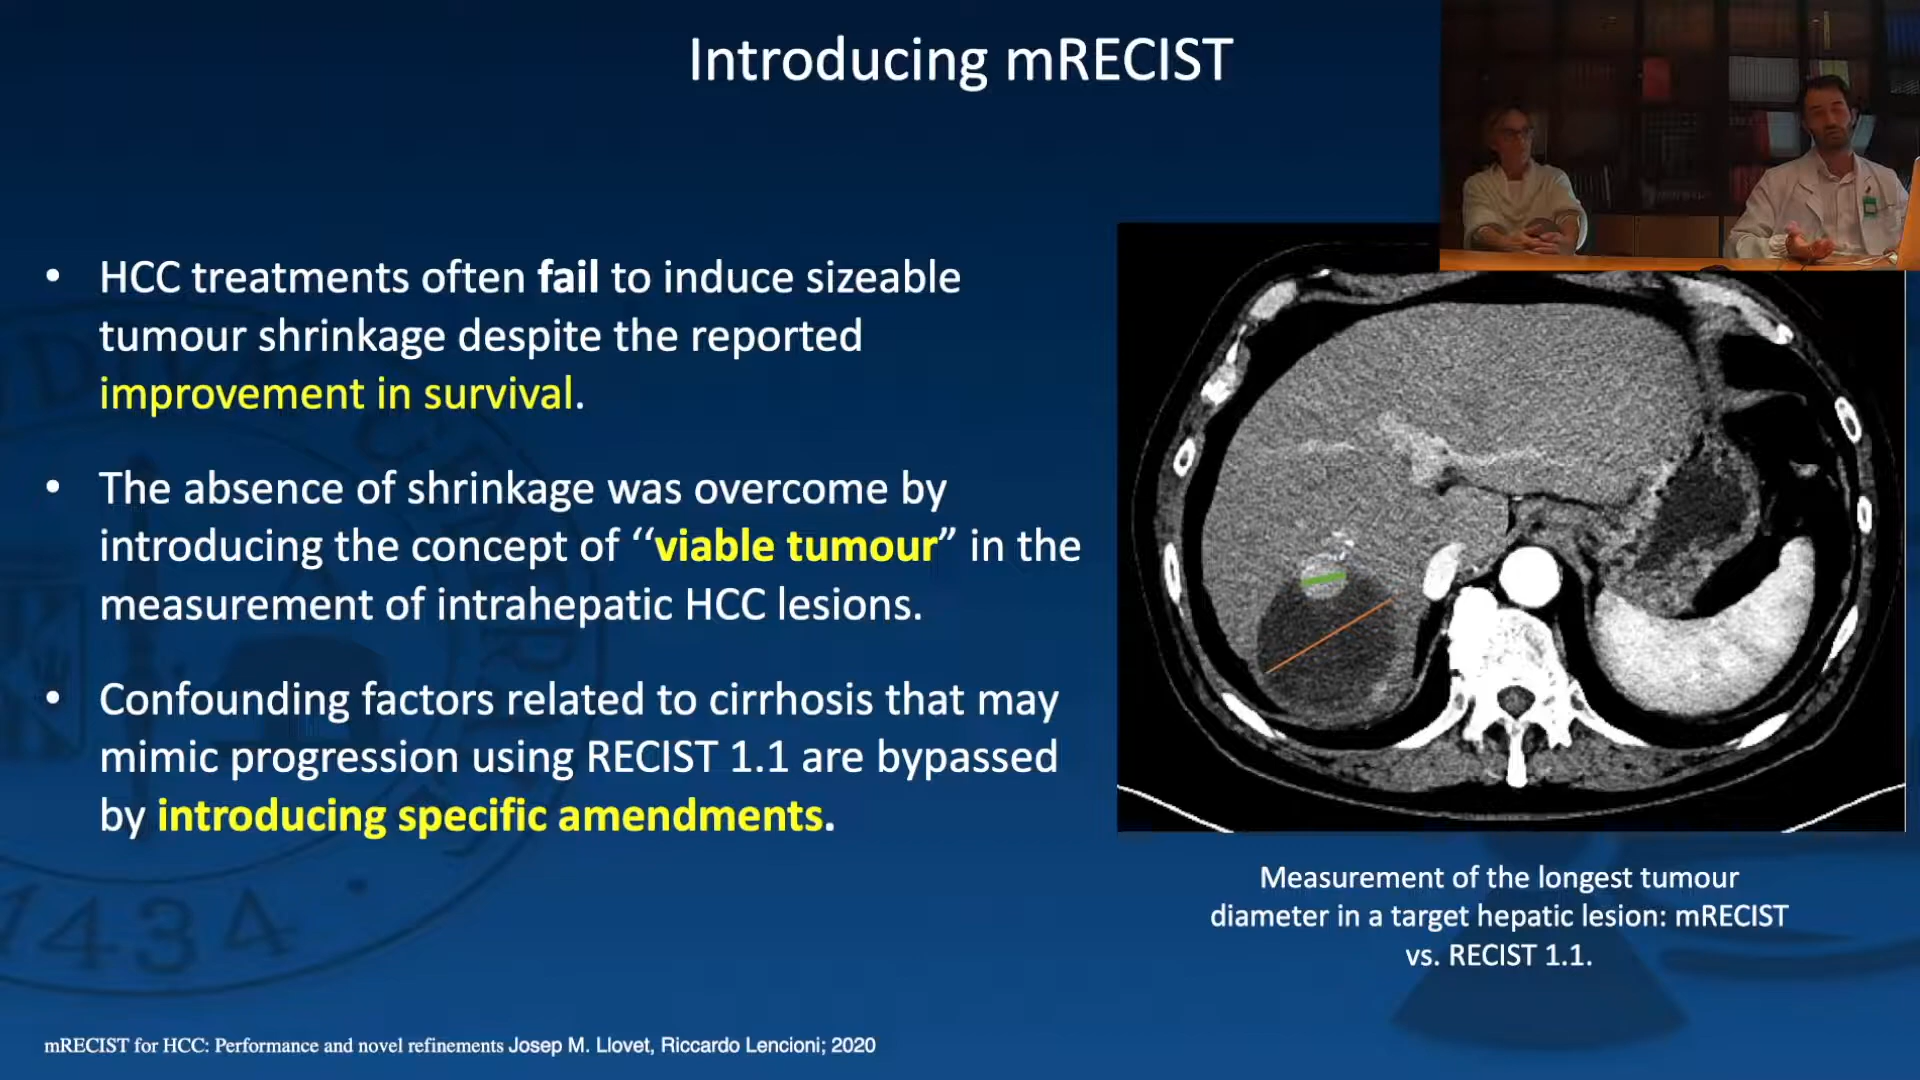 Introducing mRECIST
• HCC treatments often fail to induce sizeable
tumour shrinkage despite the reported
improvement in survival.
• The absence of shrinkage was overcome by
introducing the concept of ‘‘viable tumour” in the
measurement of intrahepatic HCC lesions.
• Confounding factors related to cirrhosis that may
mimic progression using RECIST 1.1 are bypassed
by introducing specific amendments.
Measurement of the longest tumour
diameter in a target hepatic lesion: mRECIST
vs. RECIST 1.1.
1434
mRECIST for HCC: Performance and novel refinements Josep M. Llovet, Riccardo Lencioni; 2020